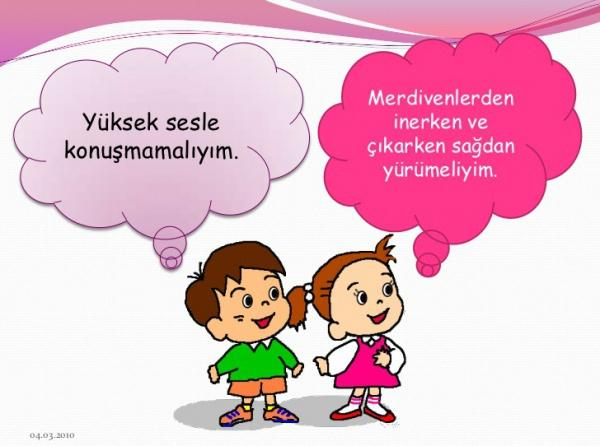 Yüksek sesle
konuşmamalıyım.
Merdivenlerden
inerken ve
çıkarken sağdan
yürümeliyim.
04.03.2010